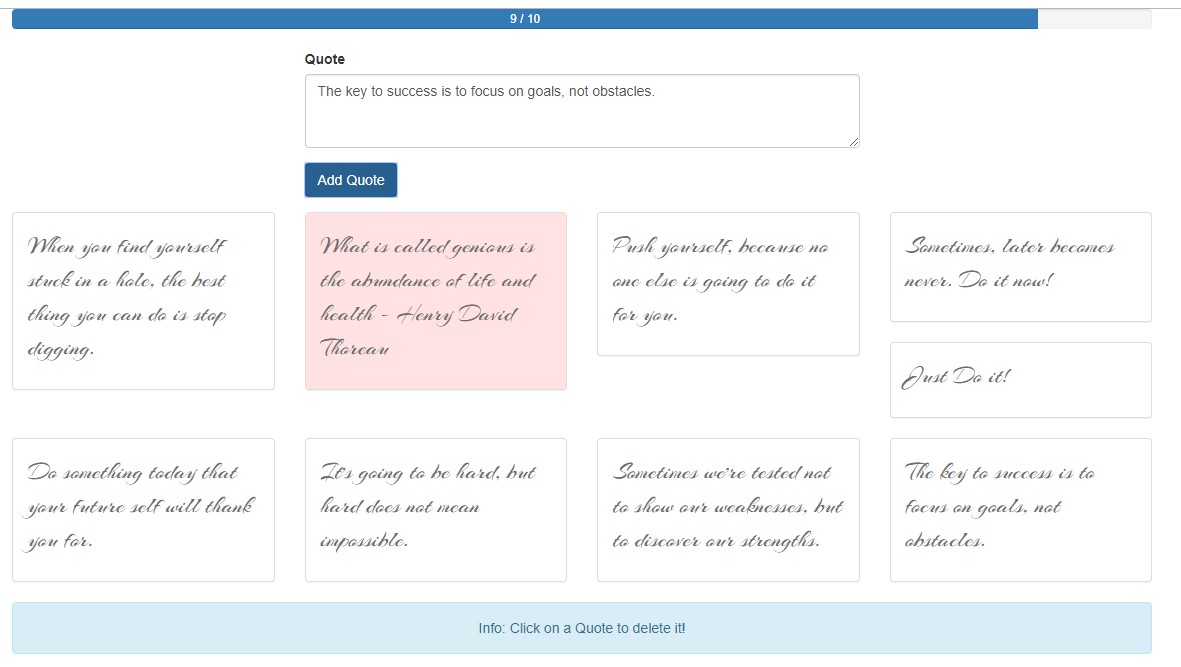 9 / 10
Quote
The key to success is to focus on goals, not obstacles.
Add Quote
When you find yourself
stuck in a hole, the best
thing you can do is stop
digging.
What is called genious is
the abundance of life and
health - Henry David
Thoreau
Push yourself, because no
one else is going to do it
for you.
Sometimes, later becomes
never. Do it now!
Just Do it!
Do something today that
your future self will thank
you for.
It's going to be hard, but
hard does not mean
impossible.
Sometimes we're tested not
to show our weaknesses, but
to discover our strengths.
The key to success is to
focus on goals, not
obstacles.
Info: Click on a Quote to delete it!